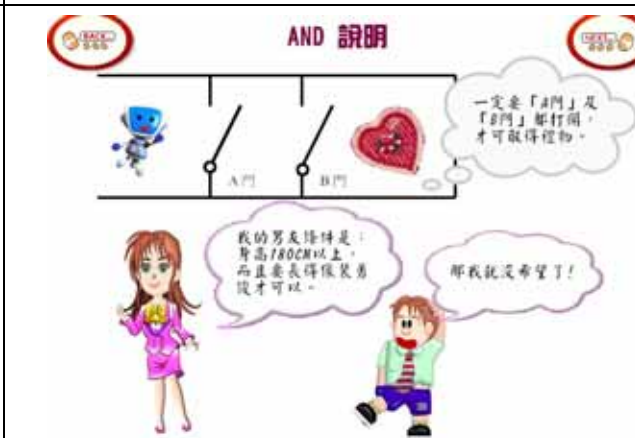 BACK
AND 說明
NEXT
一定要「A門」及
「B門」都打開，
才可取得禮物。
A門
B門
我的男友條件是：
身高180CM以上，
而且要長得像裴勇
俊才可以。
那我就沒希望了!